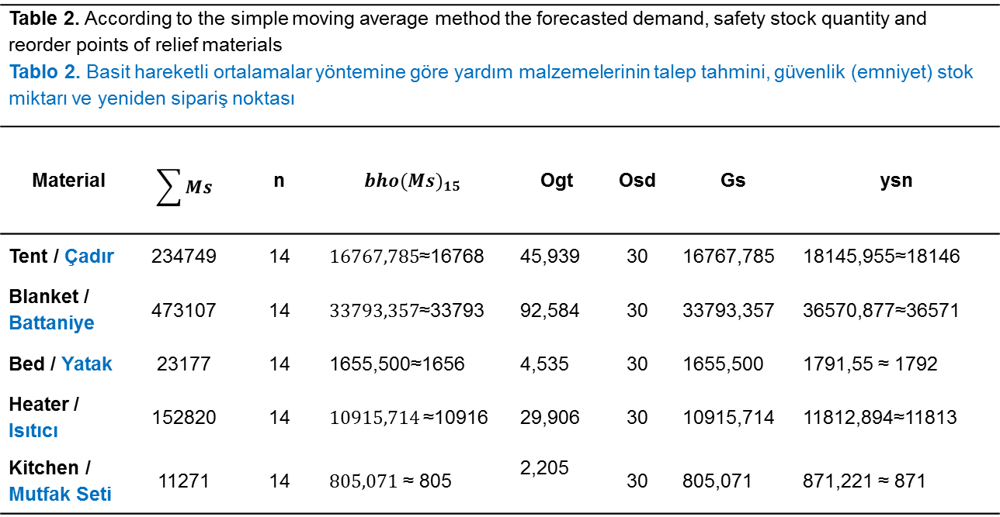 Table 2. According to the simple moving average method the forecasted demand, safety stock quantity and
reorder points of relief materials
Tablo 2. Basit hareketli ortalamalar yöntemine göre yardım malzemelerinin talep tahmini, güvenlik (emniyet) stok
miktarı ve yeniden sipariş noktası
Material ∑Ms n bho(Ms)₁₅ Ogt Osd Gs ysn
Tent / Çadır 234749 14 16767,785≈16768 45,939 30 16767,785 18145,955≈18146
Blanket /
Battaniye 473107 14 33793,357≈33793 92,584 30 33793,357 36570,877≈36571
Bed / Yatak 23177 14 1655,500≈1656 4,535 30 1655,500 1791,55 ≈ 1792
Heater /
Isıtıcı 152820 14 10915,714 ≈10916 29,906 30 10915,714 11812,894≈11813
Kitchen /
Mutfak Seti 11271 14 805,071 ≈ 805 2,205 30 805,071 871,221 ≈ 871